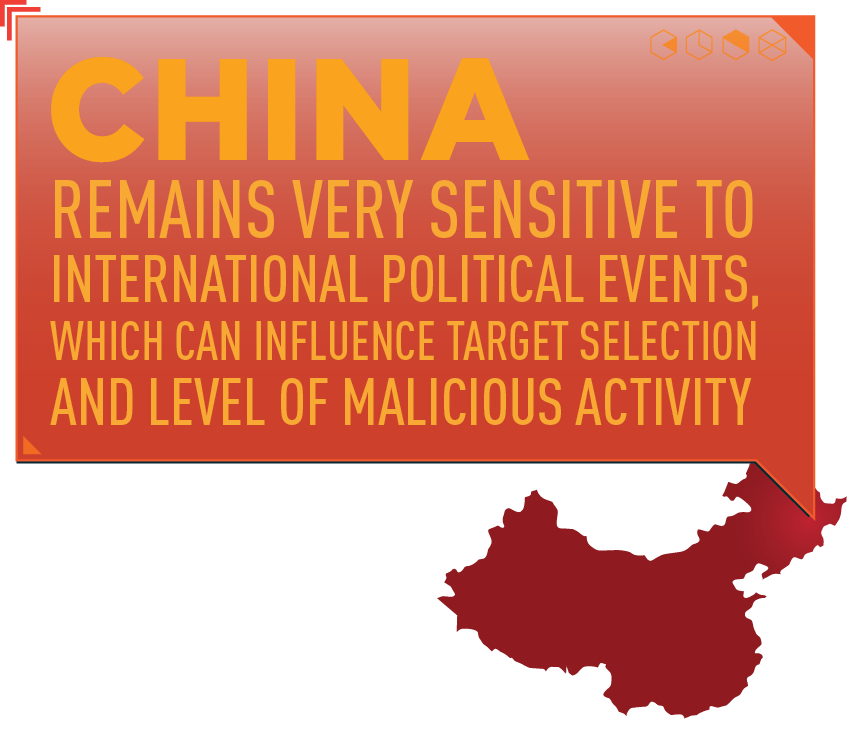 CHINA
REMAINS VERY SENSITIVE TO
INTERNATIONAL POLITICAL EVENTS,
WHICH CAN INFLUENCE TARGET SELECTION
AND LEVEL OF MALICIOUS ACTIVITY